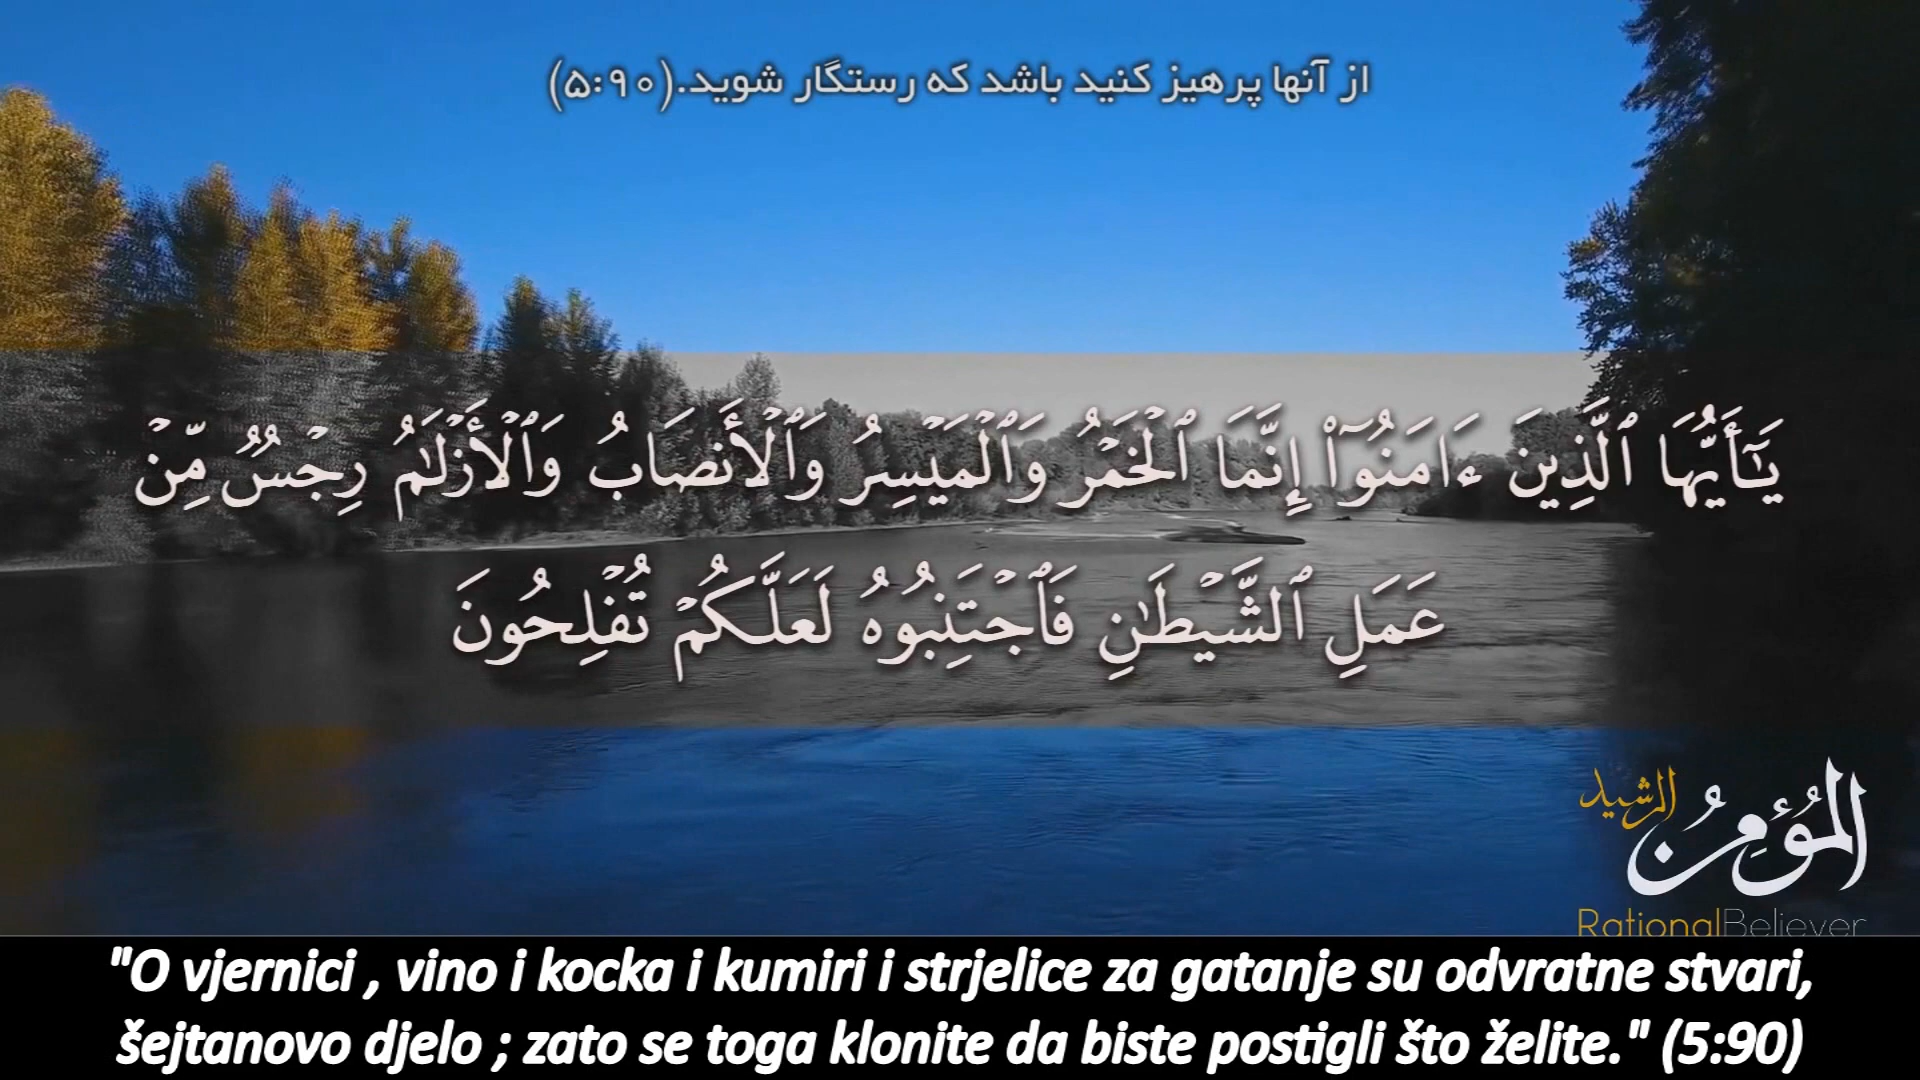 از آنها پرهیز کنید باشد که رستگار شوید.(۵:۹۰)
يَـٰٓأَيُّهَا ٱلَّذِينَ ءَامَنُوٓا۟ إِنَّمَا ٱلْخَمْرُ وَٱلْمَيْسِرُ وَٱلْأَنصَابُ وَٱلْأَزْلَـٰمُ رِجْسٌ مِّنْ
عَمَلِ ٱلشَّيْطَـٰنِ فَٱجْتَنِبُوهُ لَعَلَّكُمْ تُفْلِحُونَ
المُؤْمِنُ الرشيد
RationalBeliever
"O vjernici , vino i kocka i kumiri i strjelice za gatanje su odvratne stvari,
šejtanovo djelo ; zato se toga klonite da biste postigli što želite." (5:90)